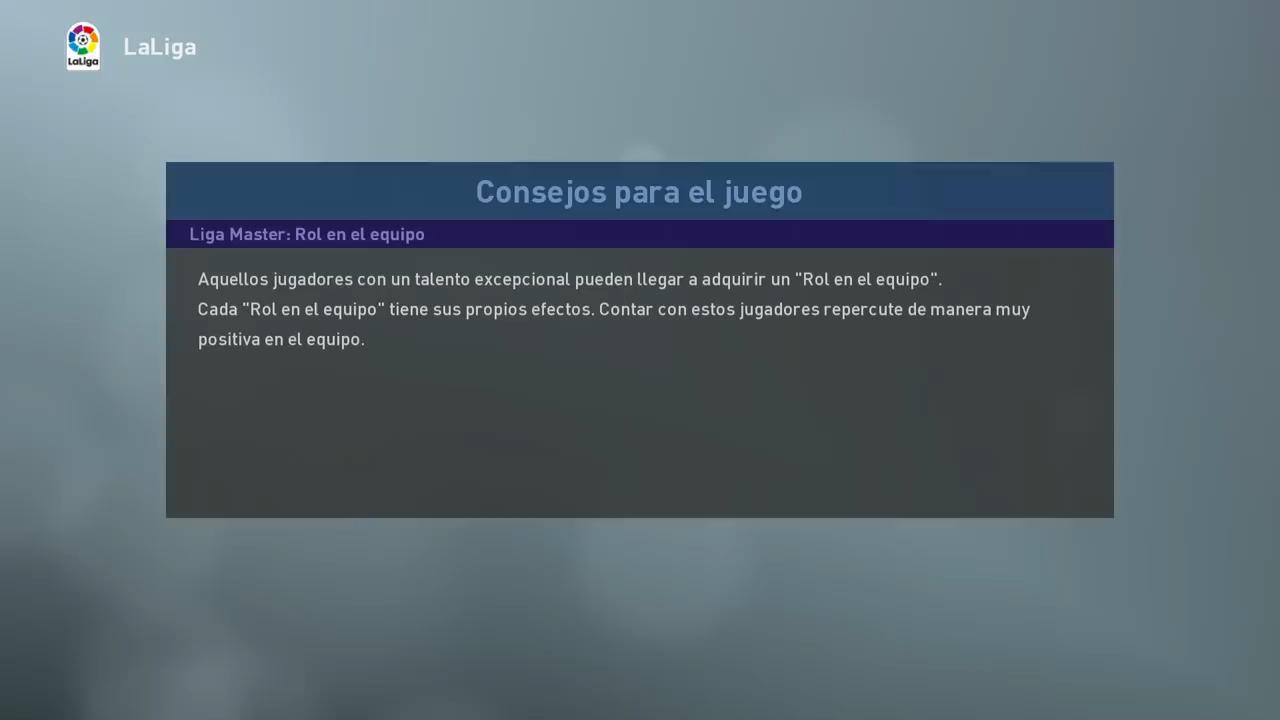 LaLiga
LaLiga
Consejos para el juego
Liga Master: Rol en el equipo
Aquellos jugadores con un talento excepcional pueden llegar a adquirir un "Rol en el equipo".
Cada "Rol en el equipo" tiene sus propios efectos. Contar con estos jugadores repercute de manera muy
positiva en el equipo.